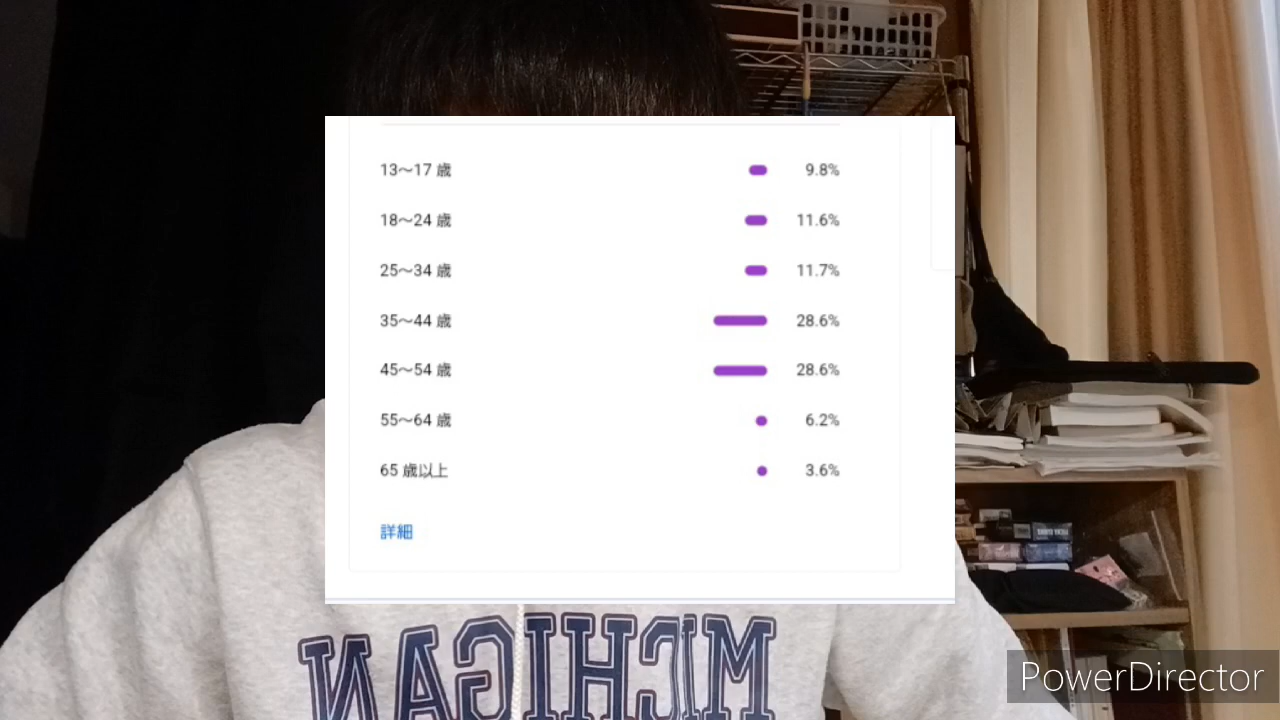 13〜17 歳 9.8%
18〜24 歳 11.6%
25〜34 歳 11.7%
35〜44 歳 28.6%
45〜54 歳 28.6%
55〜64 歳 6.2%
65 歳以上 3.6%
詳細
MICHIGAN
PowerDirector